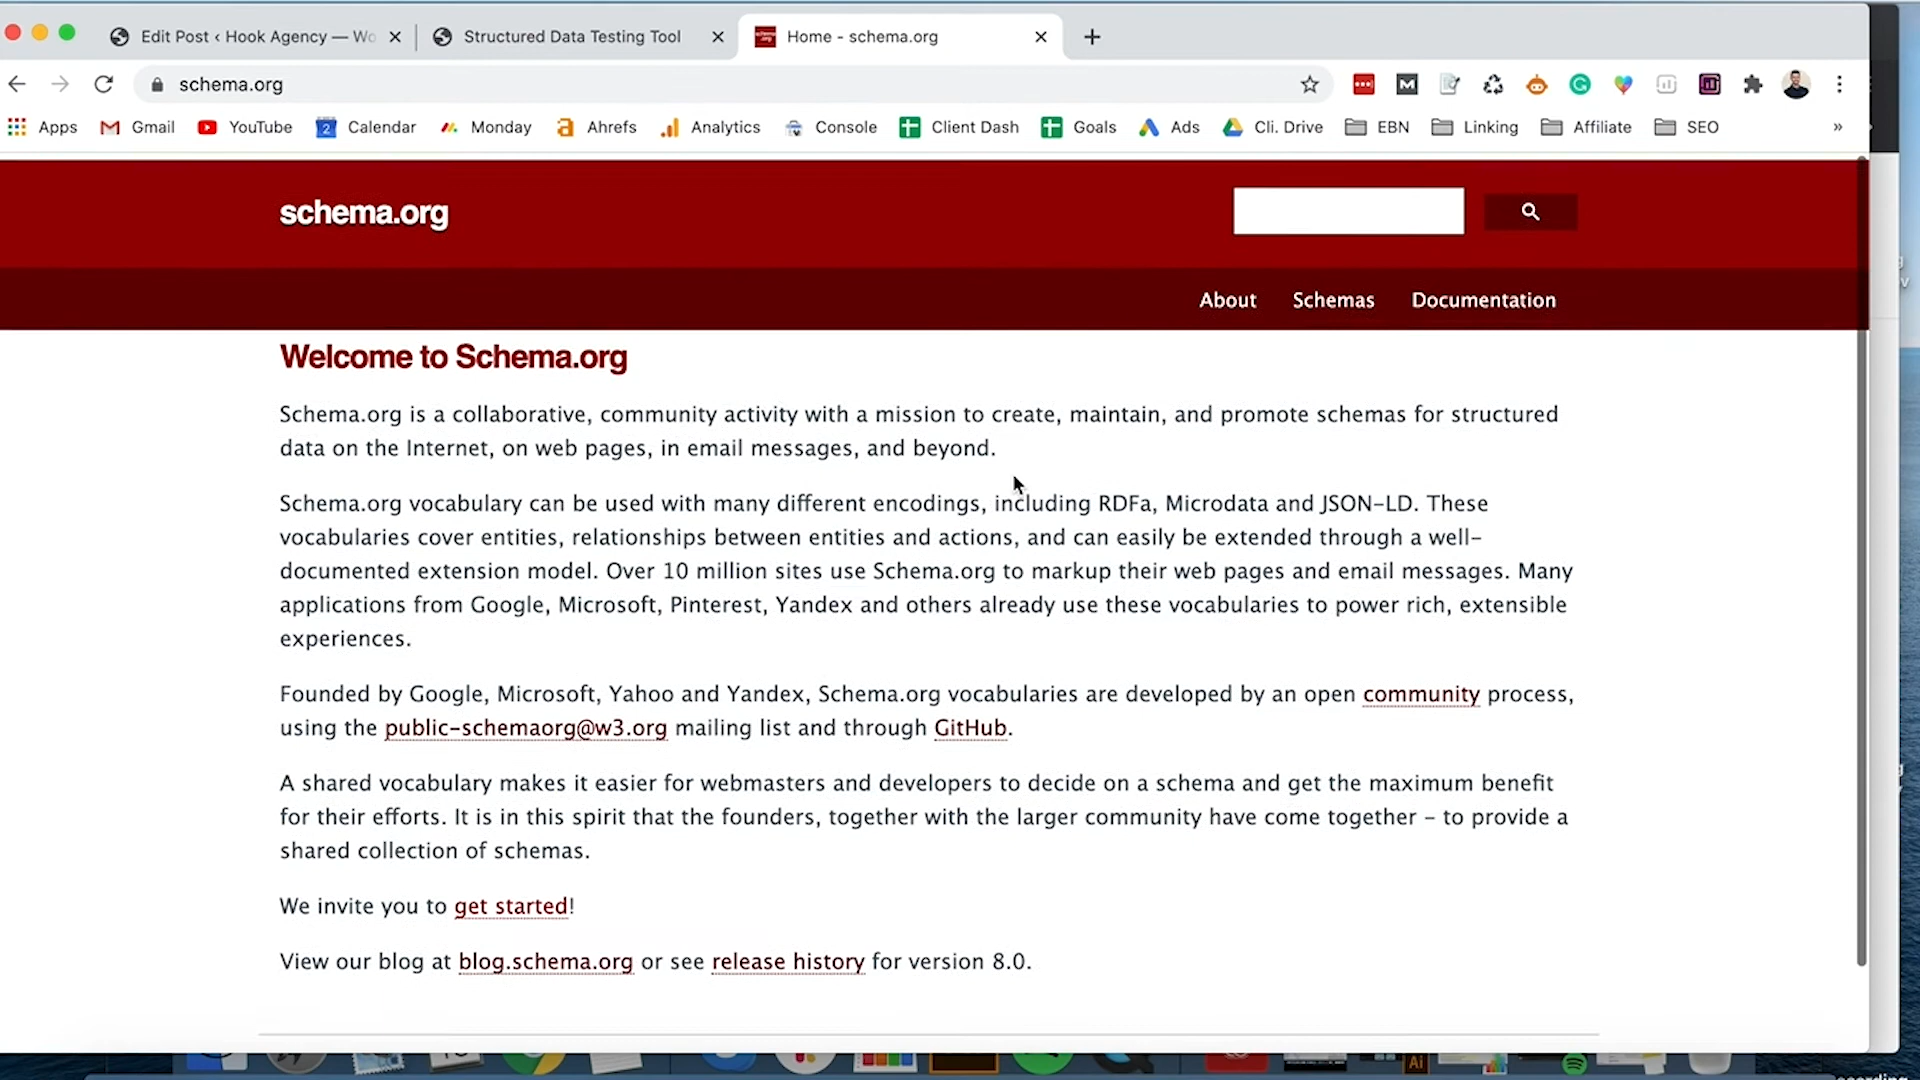 Edit Post ‹ Hook Agency — Wo
Structured Data Testing Tool
Home - schema.org
schema.org
Apps
Gmail
YouTube
Calendar
Monday
Ahrefs
Analytics
Console
Client Dash
Goals
Ads
Cli. Drive
EBN
Linking
Affiliate
SEO
»
schema.org
About Schemas Documentation
Welcome to Schema.org
Schema.org is a collaborative, community activity with a mission to create, maintain, and promote schemas for structured
data on the Internet, on web pages, in email messages, and beyond.
Schema.org vocabulary can be used with many different encodings, including RDFa, Microdata and JSON-LD. These
vocabularies cover entities, relationships between entities and actions, and can easily be extended through a well-
documented extension model. Over 10 million sites use Schema.org to markup their web pages and email messages. Many
applications from Google, Microsoft, Pinterest, Yandex and others already use these vocabularies to power rich, extensible
experiences.
Founded by Google, Microsoft, Yahoo and Yandex, Schema.org vocabularies are developed by an open community process,
using the public-schemaorg@w3.org mailing list and through GitHub.
A shared vocabulary makes it easier for webmasters and developers to decide on a schema and get the maximum benefit
for their efforts. It is in this spirit that the founders, together with the larger community have come together - to provide a
shared collection of schemas.
We invite you to get started!
View our blog at blog.schema.org or see release history for version 8.0.
Ai